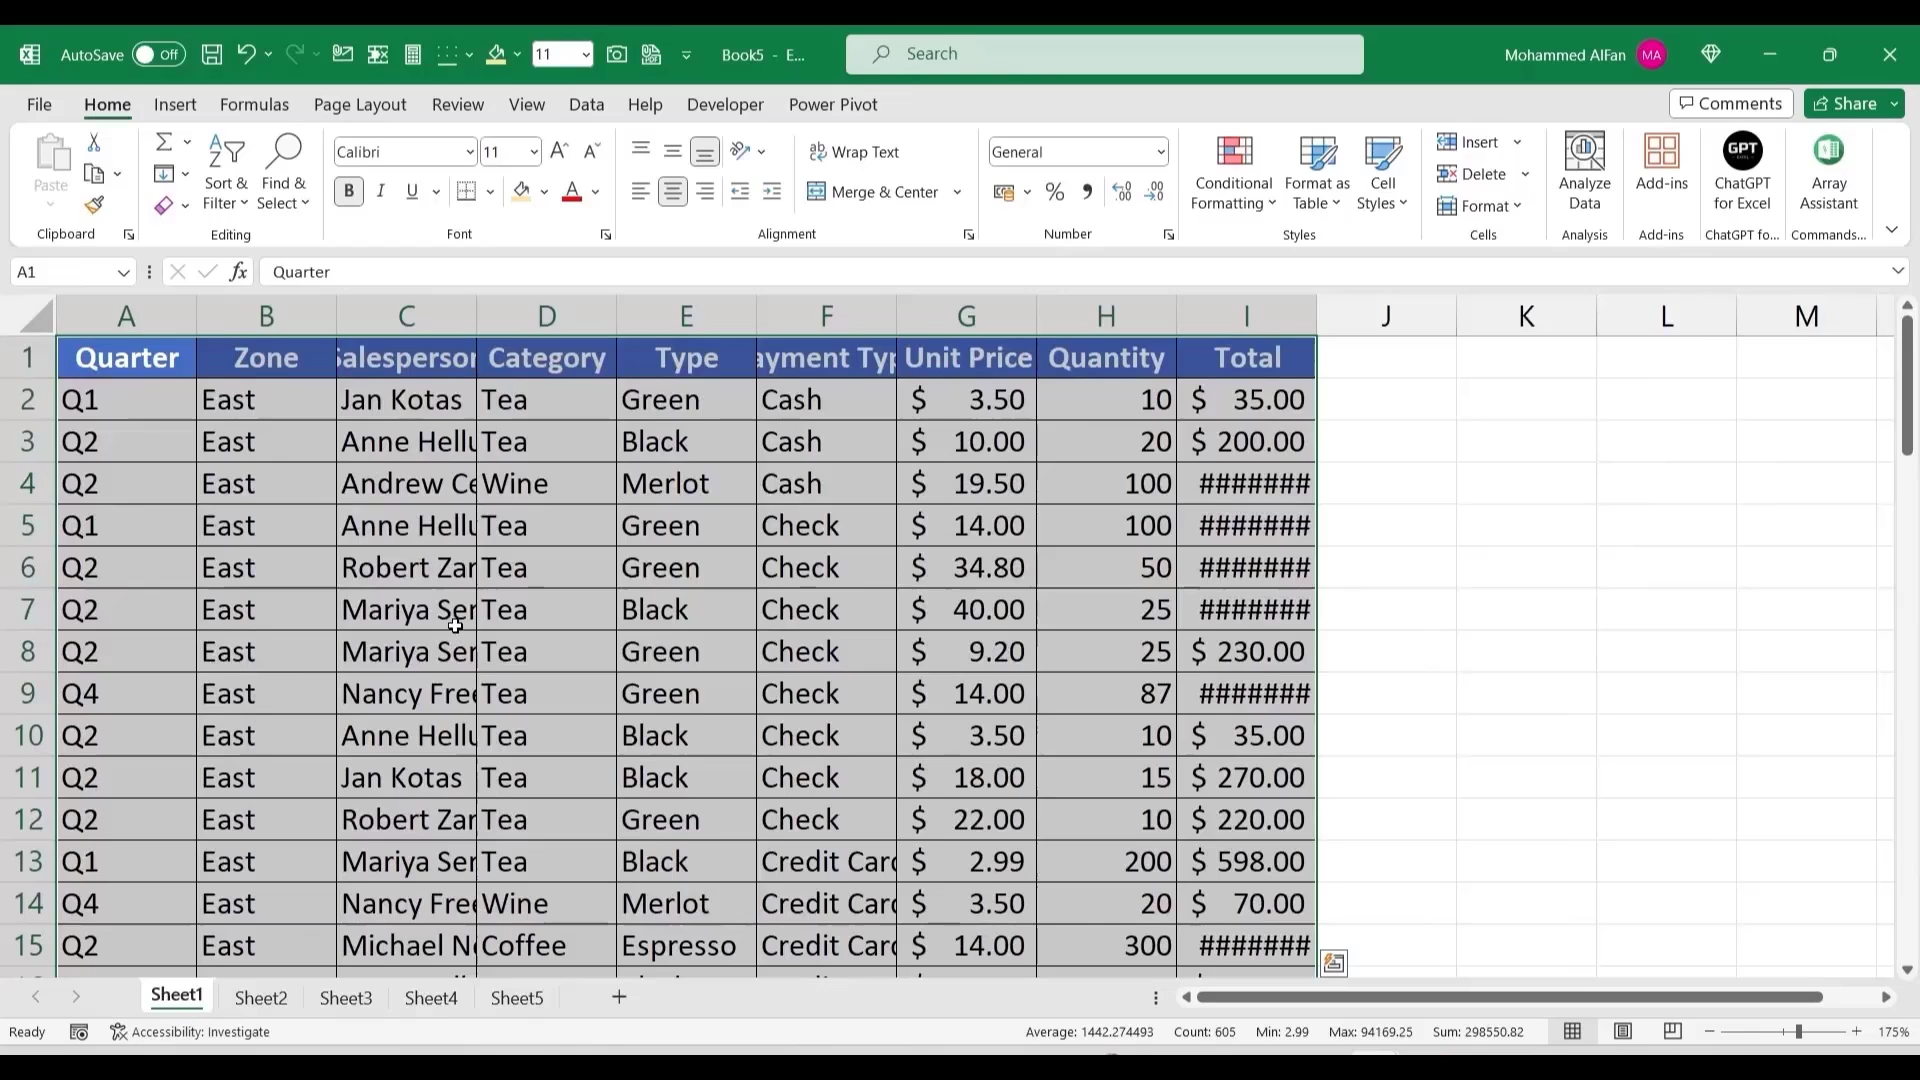 AutoSave Off 11 Book5 - E... Search Mohammed AlFan MA
File Home Insert Formulas Page Layout Review View Data Help Developer Power Pivot Comments Share
Paste Sort & Filter Find & Select Calibri 11 B I U A Wrap Text Merge & Center General % Conditional Formatting Format as Table Cell Styles Insert Delete Format Analyze Data Add-ins GPT ChatGPT for Excel Array Assistant
Clipboard Editing Font Alignment Number Styles Cells Analysis Add-ins ChatGPT fo... Commands...
A1 fx Quarter
A B C D E F G H I J K L M
1 Quarter Zone Salesperson Category Type ayment Typ Unit Price Quantity Total
2 Q1 East Jan Kotas Tea Green Cash $ 3.50 10 $ 35.00
3 Q2 East Anne Hellu Tea Black Cash $ 10.00 20 $ 200.00
4 Q2 East Andrew Ce Wine Merlot Cash $ 19.50 100 #######
5 Q1 East Anne Hellu Tea Green Check $ 14.00 100 #######
6 Q2 East Robert Zar Tea Green Check $ 34.80 50 #######
7 Q2 East Mariya Ser Tea Black Check $ 40.00 25 #######
8 Q2 East Mariya Ser Tea Green Check $ 9.20 25 $ 230.00
9 Q4 East Nancy Free Tea Green Check $ 14.00 87 #######
10 Q2 East Anne Hellu Tea Black Check $ 3.50 10 $ 35.00
11 Q2 East Jan Kotas Tea Black Check $ 18.00 15 $ 270.00
12 Q2 East Robert Zar Tea Green Check $ 22.00 10 $ 220.00
13 Q1 East Mariya Ser Tea Black Credit Card $ 2.99 200 $ 598.00
14 Q4 East Nancy Free Wine Merlot Credit Card $ 3.50 20 $ 70.00
15 Q2 East Michael Ne Coffee Espresso Credit Card $ 14.00 300 #######
Sheet1 Sheet2 Sheet3 Sheet4 Sheet5
Ready Accessibility: Investigate Average: 1442.274493 Count: 605 Min: 2.99 Max: 94169.25 Sum: 298550.82 175%